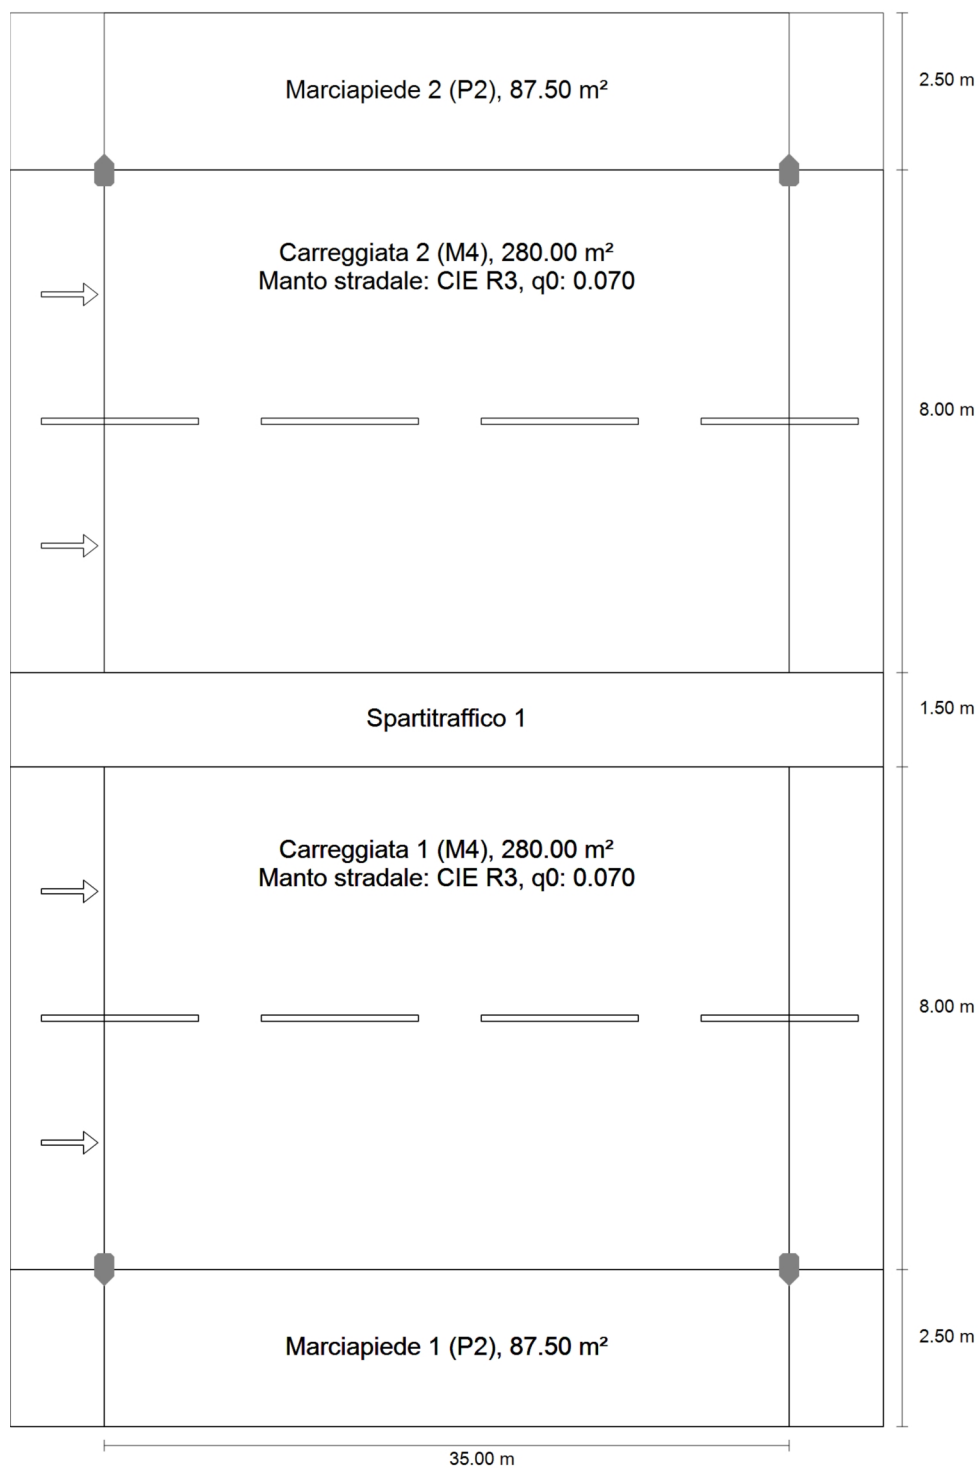 Marciapiede 2 (P2), 87.50 m²
2.50 m
Carreggiata 2 (M4), 280.00 m²
Manto stradale: CIE R3, q0: 0.070
8.00 m
Spartitraffico 1
1.50 m
Carreggiata 1 (M4), 280.00 m²
Manto stradale: CIE R3, q0: 0.070
8.00 m
Marciapiede 1 (P2), 87.50 m²
2.50 m
35.00 m